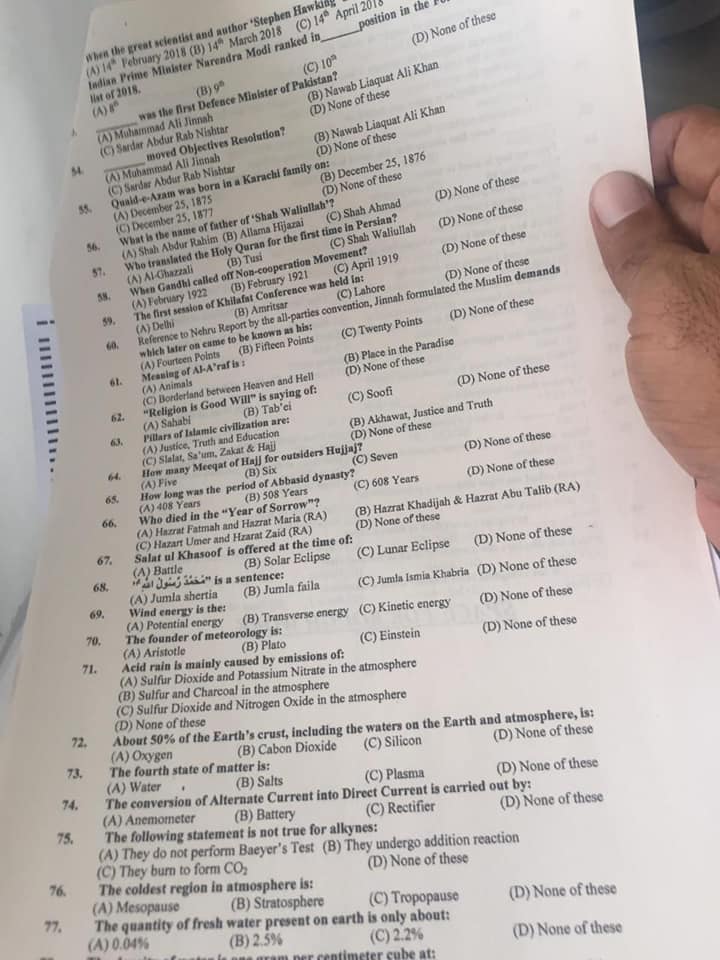 When the great scientist and author 'Stephen Hawking
(A) 14th February 2018 (B) 14th March 2018 (C) 14th April 2018
Indian Prime Minister Narendra Modi ranked in______position in the
list of 2018.
(A) 8th (B) 9th (C) 10th (D) None of these
______ was the first Defence Minister of Pakistan?
(A) Muhammad Ali Jinnah (B) Nawab Liaquat Ali Khan
(C) Sardar Abdur Rab Nishtar (D) None of these
54. ______ moved Objectives Resolution?
(A) Muhammad Ali Jinnah (B) Nawab Liaquat Ali Khan
(C) Sardar Abdur Rab Nishtar (D) None of these
55. Quaid-e-Azam was born in a Karachi family on:
(A) December 25, 1875 (B) December 25, 1876
(C) December 25, 1877 (D) None of these
56. What is the name of father of 'Shah Waliullah'?
(A) Shah Abdur Rahim (B) Allama Hijazai (C) Shah Ahmad (D) None of these
57. Who translated the Holy Quran for the first time in Persian?
(A) Al-Ghazzali (B) Tusi (C) Shah Waliullah (D) None of these
58. When Gandhi called off Non-cooperation Movement?
(A) February 1922 (B) February 1921 (C) April 1919 (D) None of these
59. The first session of Khilafat Conference was held in:
(A) Delhi (B) Amritsar (C) Lahore (D) None of these
60. Reference to Nehru Report by the all-parties convention, Jinnah formulated the Muslim demands
which later on came to be known as his:
(A) Fourteen Points (B) Fifteen Points (C) Twenty Points (D) None of these
61. Meaning of Al-A'raf is :
(A) Animals (B) Place in the Paradise
(C) Borderland between Heaven and Hell (D) None of these
62. "Religion is Good Will" is saying of:
(A) Sahabi (B) Tab'ei (C) Soofi (D) None of these
63. Pillars of Islamic civilization are:
(A) Justice, Truth and Education (B) Akhawat, Justice and Truth
(C) Slalat, Sa'um, Zakat & Hajj (D) None of these
64. How many Meeqat of Hajj for outsiders Hujjaj?
(A) Five (B) Six (C) Seven (D) None of these
65. How long was the period of Abbasid dynasty?
(A) 408 Years (B) 508 Years (C) 608 Years (D) None of these
66. Who died in the "Year of Sorrow"?
(A) Hazrat Fatmah and Hazrat Maria (RA) (B) Hazrat Khadijah & Hazrat Abu Talib (RA)
(C) Hazart Umer and Hzarat Zaid (RA) (D) None of these
67. Salat ul Khasoof is offered at the time of:
(A) Battle (B) Solar Eclipse (C) Lunar Eclipse (D) None of these
68. "مُحَمَّدٌ رَّسُولُ اللّٰهِ" is a sentence:
(A) Jumla shertia (B) Jumla faila (C) Jumla Ismia Khabria (D) None of these
69. Wind energy is the:
(A) Potential energy (B) Transverse energy (C) Kinetic energy (D) None of these
70. The founder of meteorology is:
(A) Aristotle (B) Plato (C) Einstein (D) None of these
71. Acid rain is mainly caused by emissions of:
(A) Sulfur Dioxide and Potassium Nitrate in the atmosphere
(B) Sulfur and Charcoal in the atmosphere
(C) Sulfur Dioxide and Nitrogen Oxide in the atmosphere
(D) None of these
72. About 50% of the Earth's crust, including the waters on the Earth and atmosphere, is:
(A) Oxygen (B) Cabon Dioxide (C) Silicon (D) None of these
73. The fourth state of matter is:
(A) Water (B) Salts (C) Plasma (D) None of these
74. The conversion of Alternate Current into Direct Current is carried out by:
(A) Anemometer (B) Battery (C) Rectifier (D) None of these
75. The following statement is not true for alkynes:
(A) They do not perform Baeyer's Test (B) They undergo addition reaction
(C) They burn to form CO2 (D) None of these
76. The coldest region in atmosphere is:
(A) Mesopause (B) Stratosphere (C) Tropopause (D) None of these
77. The quantity of fresh water present on earth is only about:
(A) 0.04% (B) 2.5% (C) 2.2% (D) None of these
gram per centimeter cube at: